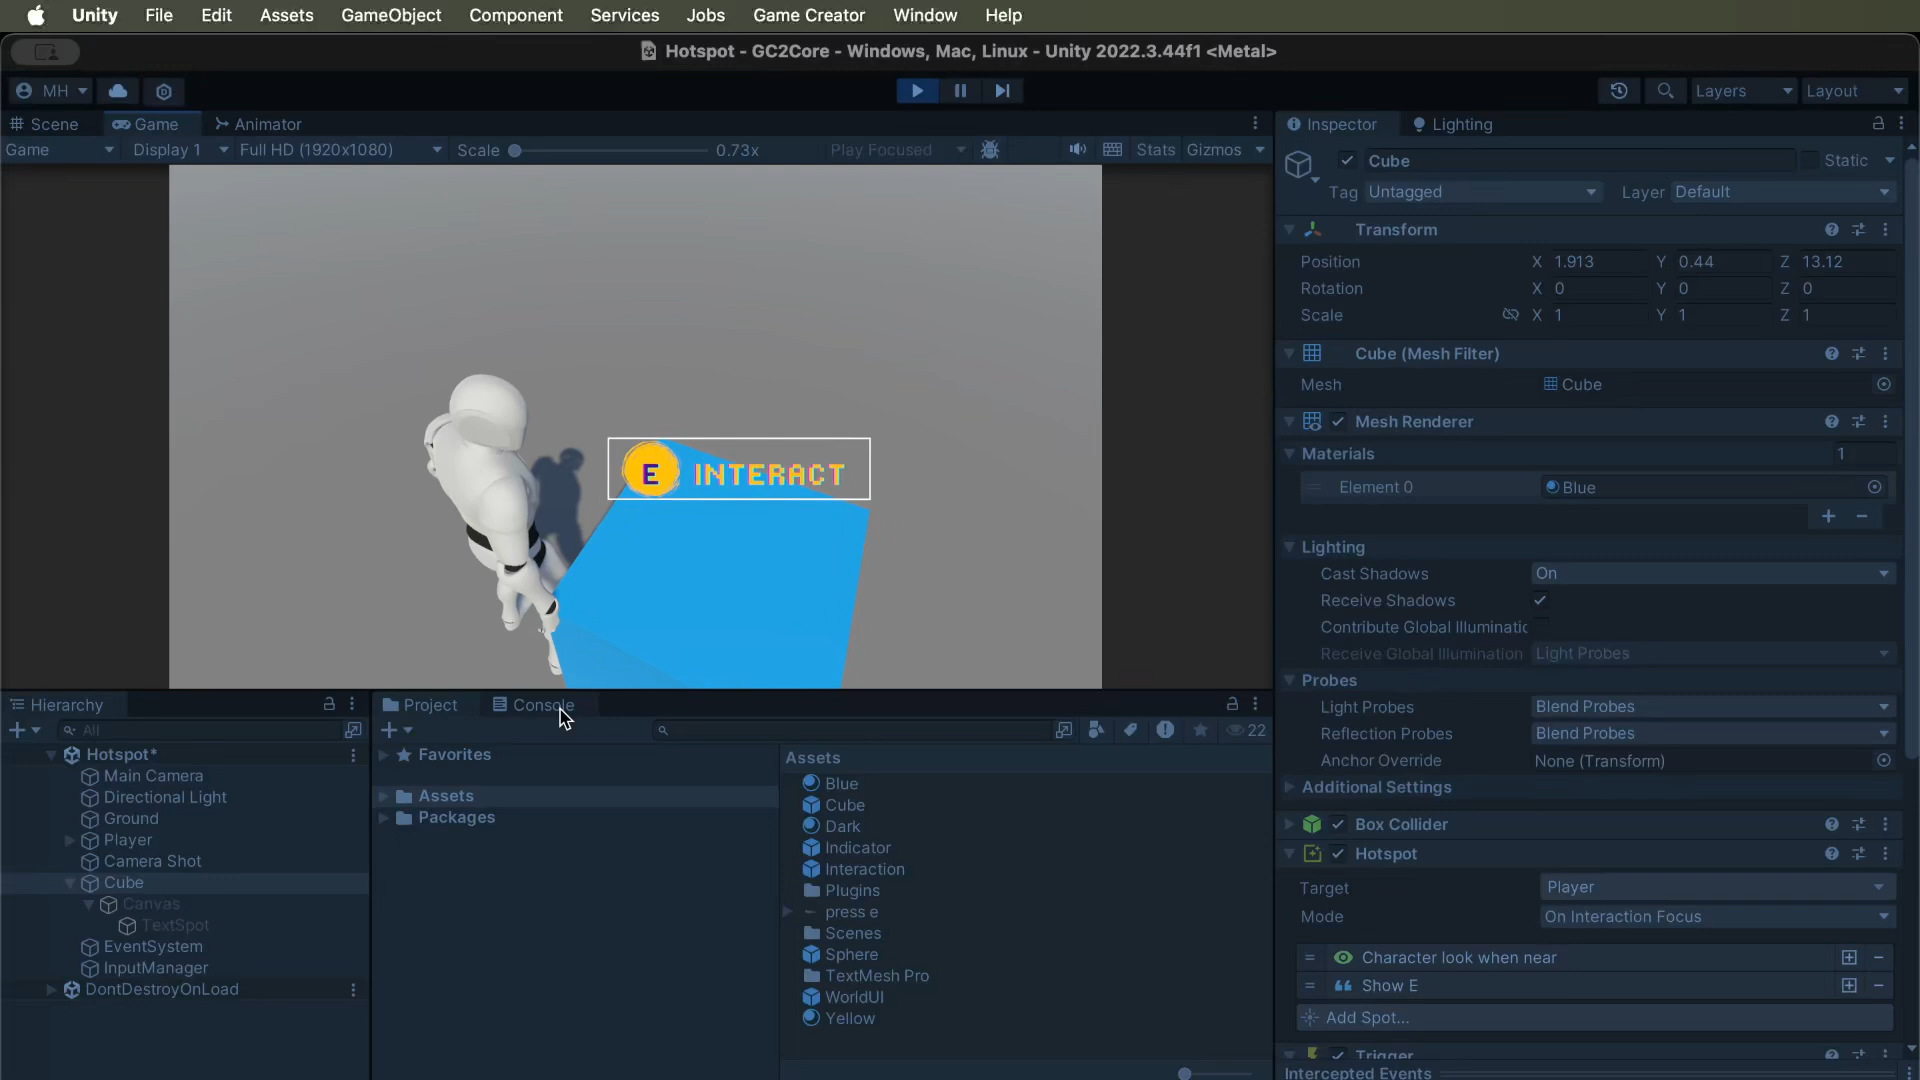 Unity File Edit Assets GameObject Component Services Jobs Game Creator Window Help
Hotspot - GC2Core - Windows, Mac, Linux - Unity 2022.3.44f1 <Metal>
MH Layers Layout
Scene Game Animator Inspector Lighting
Game Display 1 Full HD (1920x1080) Scale 0.73x Play Focused Stats Gizmos
Cube Static
Tag Untagged Layer Default
Transform
Position X 1.913 Y 0.44 Z 13.12
Rotation X 0 Y 0 Z 0
Scale X 1 Y 1 Z 1
Cube (Mesh Filter)
Mesh Cube
Mesh Renderer
Materials 1
Element 0 Blue
Lighting
Cast Shadows On
Receive Shadows
Contribute Global Illuminatic
Receive Global Illumination Light Probes
Probes
Light Probes Blend Probes
Reflection Probes Blend Probes
Anchor Override None (Transform)
Additional Settings
Box Collider
Hotspot
Target Player
Mode On Interaction Focus
Character look when near
Show E
Add Spot...
Trigger
Intercepted Events
E INTERACT
Hierarchy
All
Hotspot*
Main Camera
Directional Light
Ground
Player
Camera Shot
Cube
Canvas
TextSpot
EventSystem
InputManager
DontDestroyOnLoad
Project Console
22
Favorites
Assets
Packages
Assets
Blue
Cube
Dark
Indicator
Interaction
Plugins
press e
Scenes
Sphere
TextMesh Pro
WorldUI
Yellow